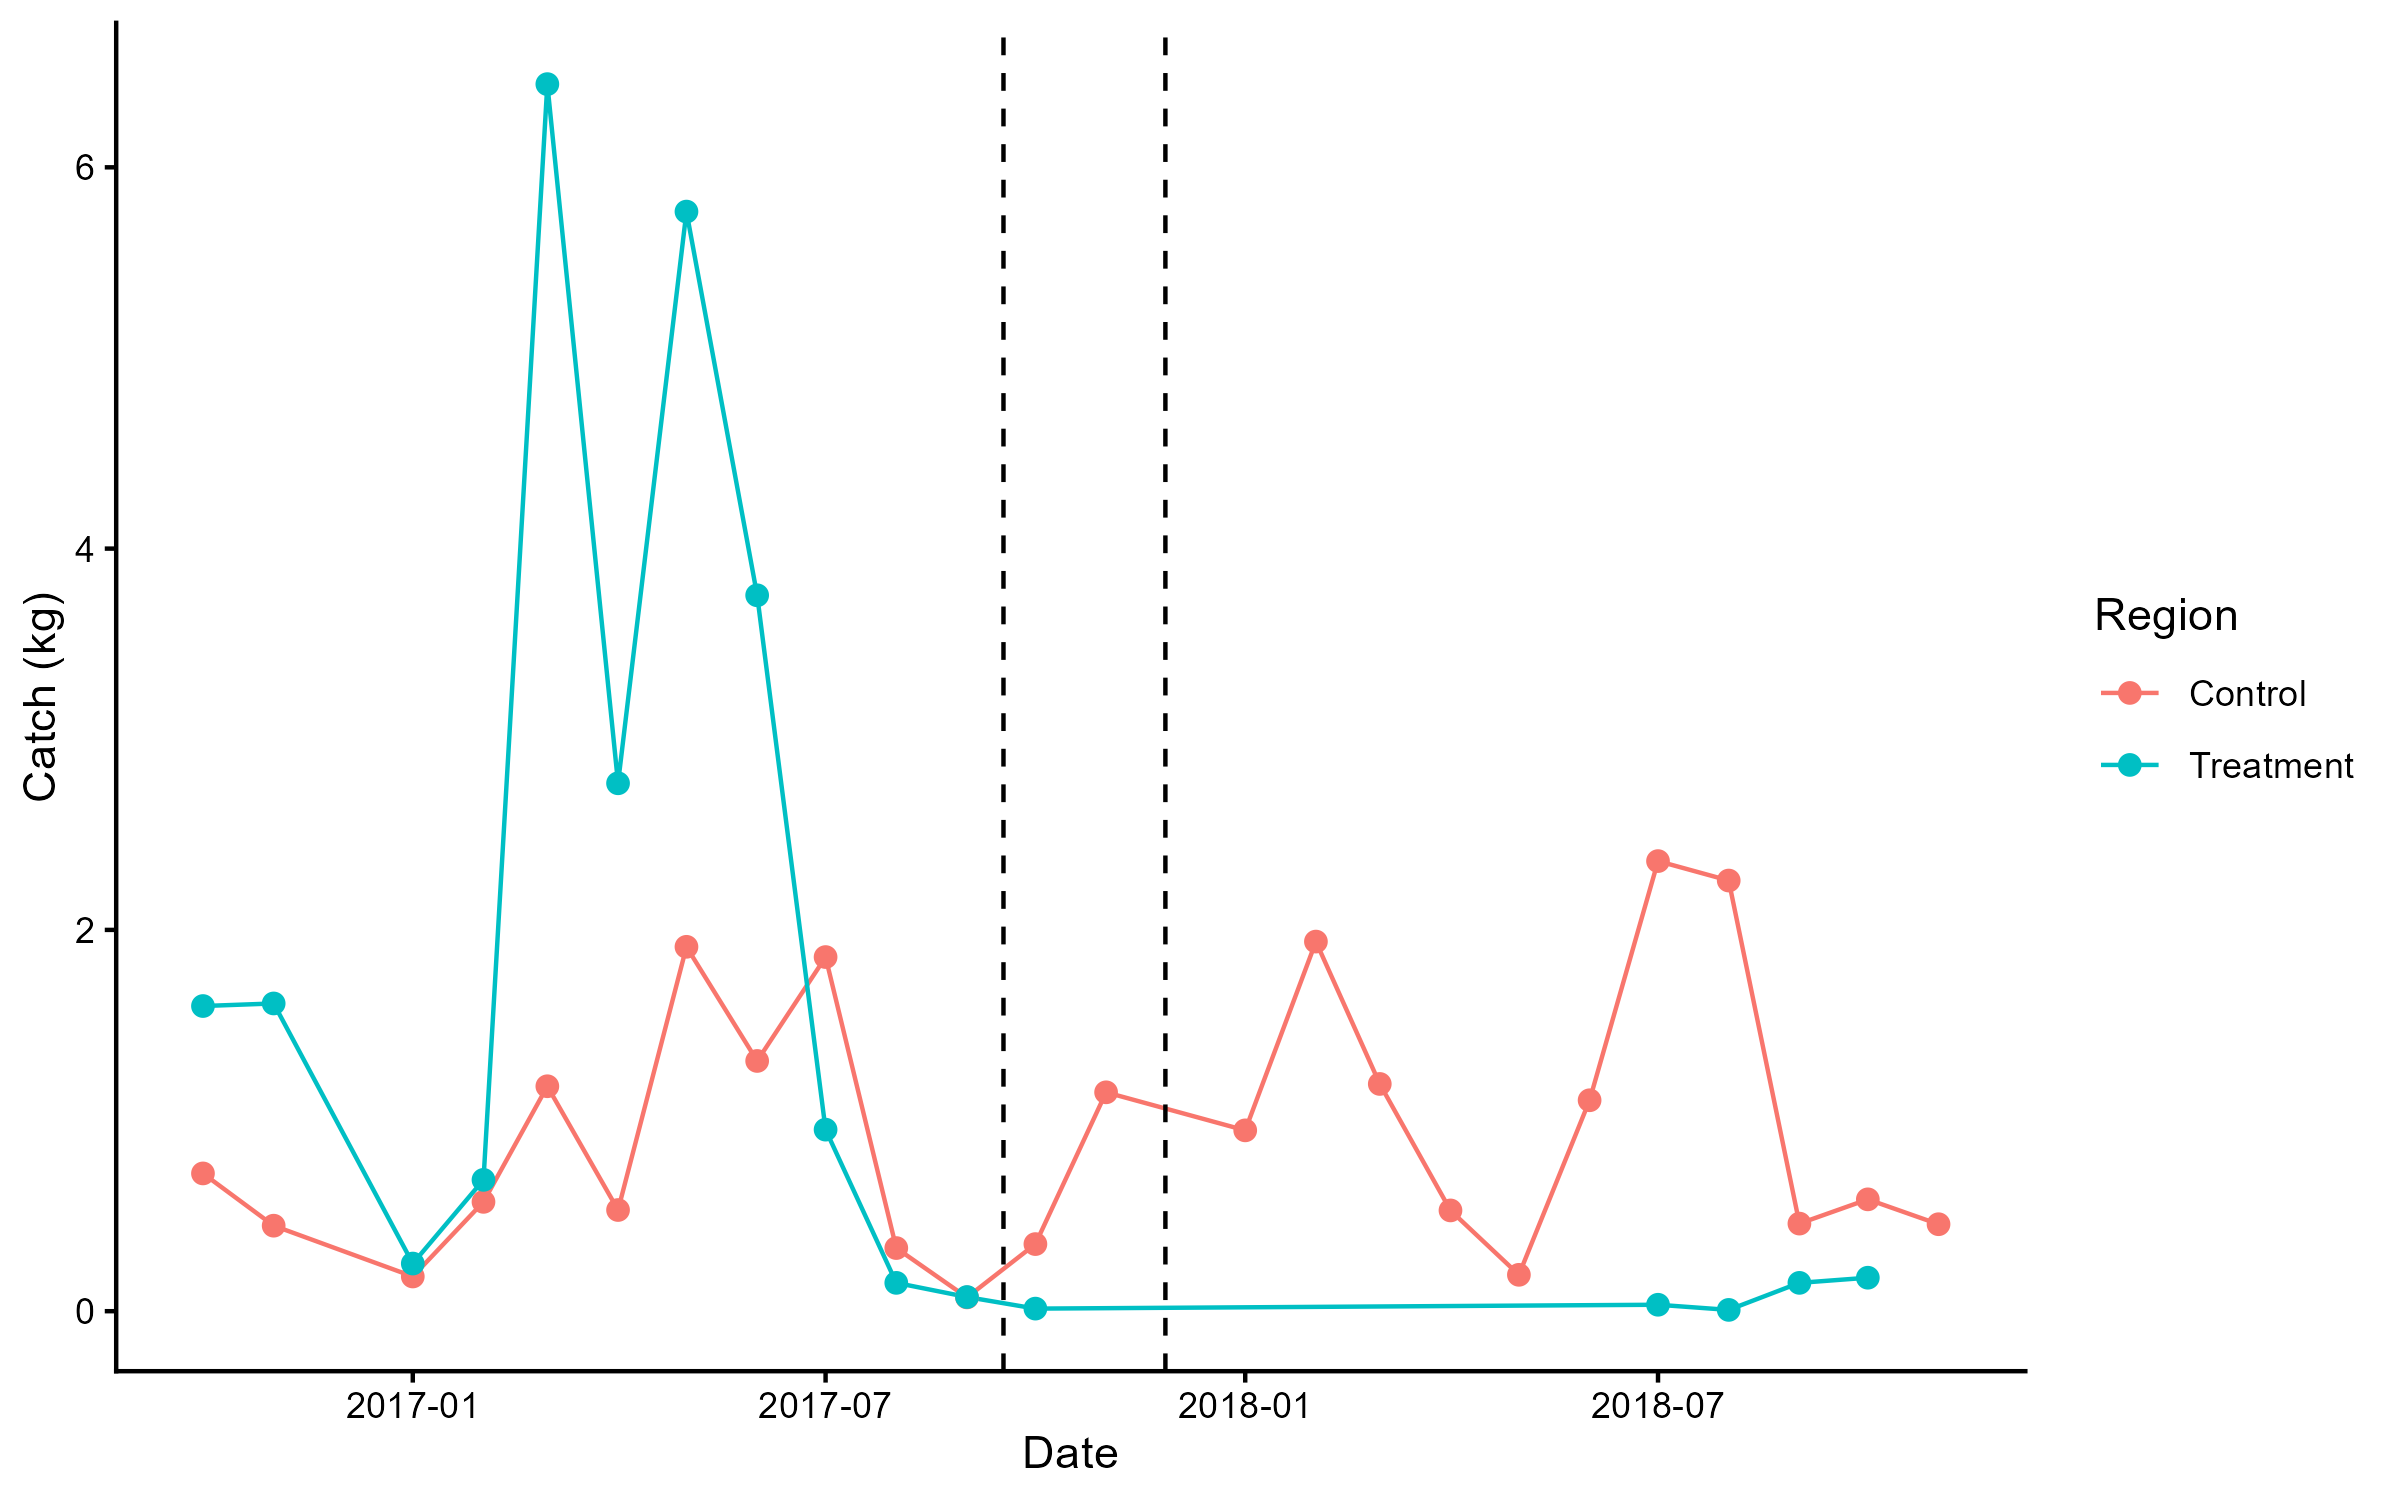 6
4
2
0
Catch (kg)
2017-01
2017-07
2018-01
2018-07
Date
Region
Control
Treatment